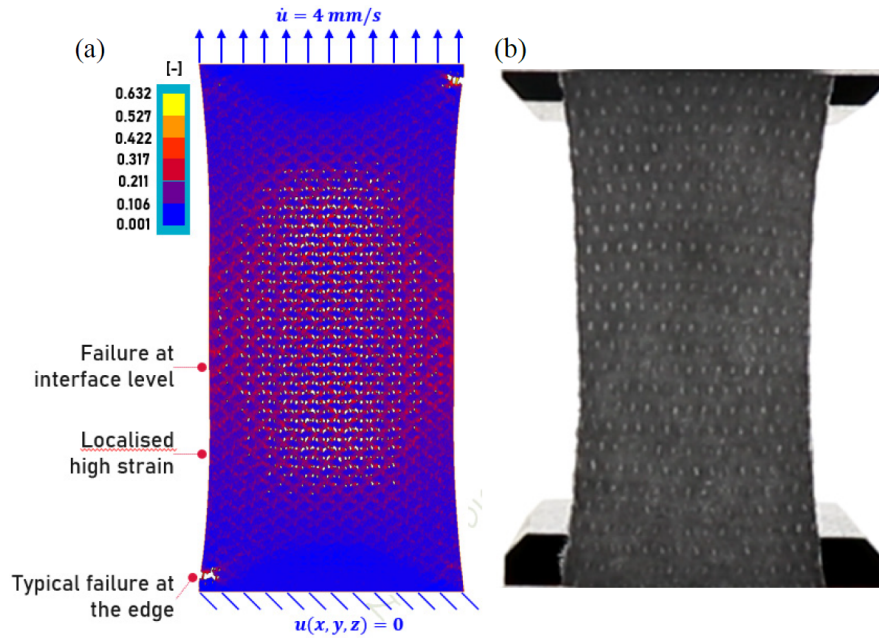 u̇ = 4 mm/s
(a)
(b)
[-]
0.632
0.527
0.422
0.317
0.211
0.106
0.001
Failure at
interface level
Localised
high strain
Typical failure at
the edge
u(x, y, z) = 0